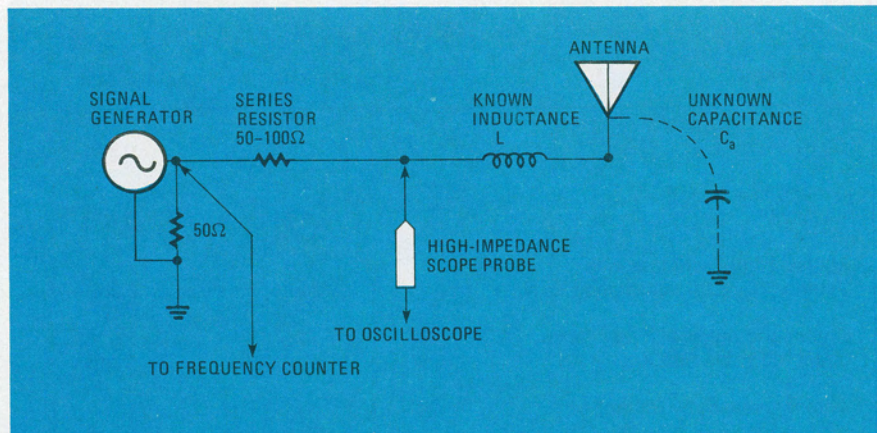 ANTENNA
SIGNAL
GENERATOR
SERIES
RESISTOR
50-100Ω
KNOWN
INDUCTANCE
L
UNKNOWN
CAPACITANCE
Ca
50Ω
HIGH-IMPEDANCE
SCOPE PROBE
TO OSCILLOSCOPE
TO FREQUENCY COUNTER